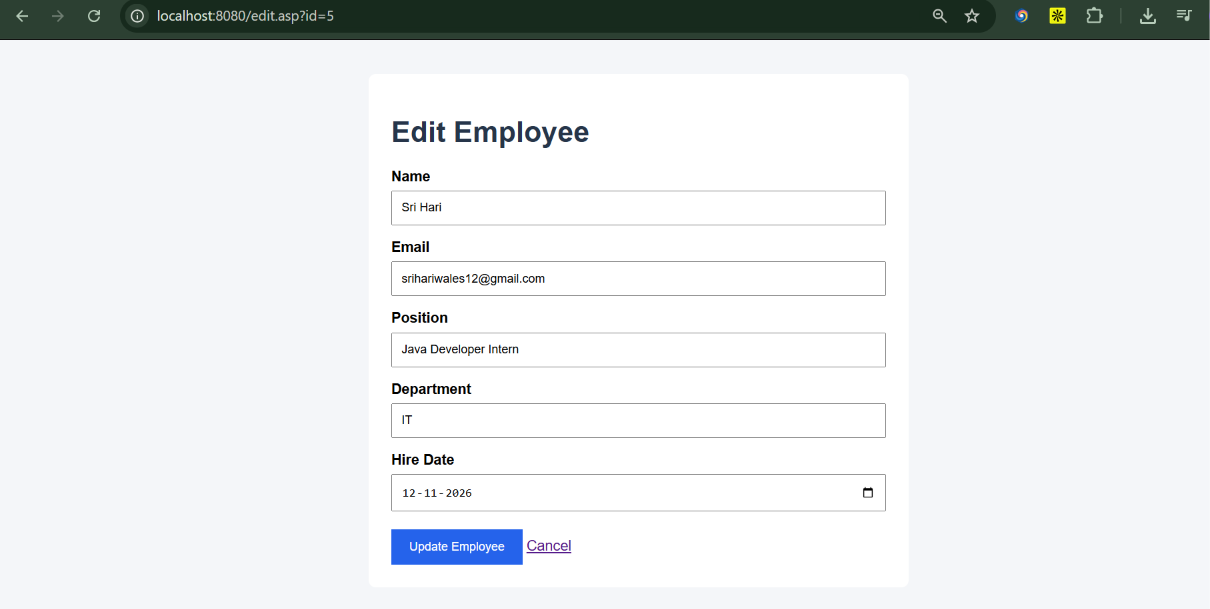 localhost:8080/edit.asp?id=5
Edit Employee
Name
Sri Hari
Email
srihariwales12@gmail.com
Position
Java Developer Intern
Department
IT
Hire Date
12-11-2026
Update Employee Cancel